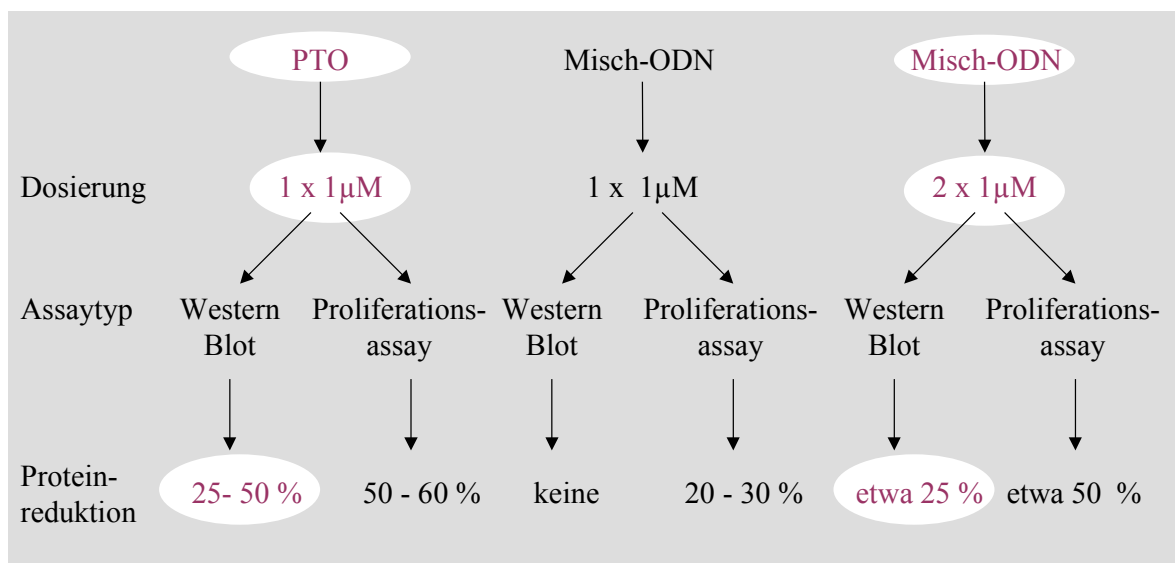 PTO Misch-ODN Misch-ODN
Dosierung 1 x 1µM 1 x 1µM 2 x 1µM
Assaytyp Western Proliferations- Western Proliferations- Western Proliferations-
Blot assay Blot assay Blot assay
Protein-
reduktion 25- 50 % 50 - 60 % keine 20 - 30 % etwa 25 % etwa 50 %